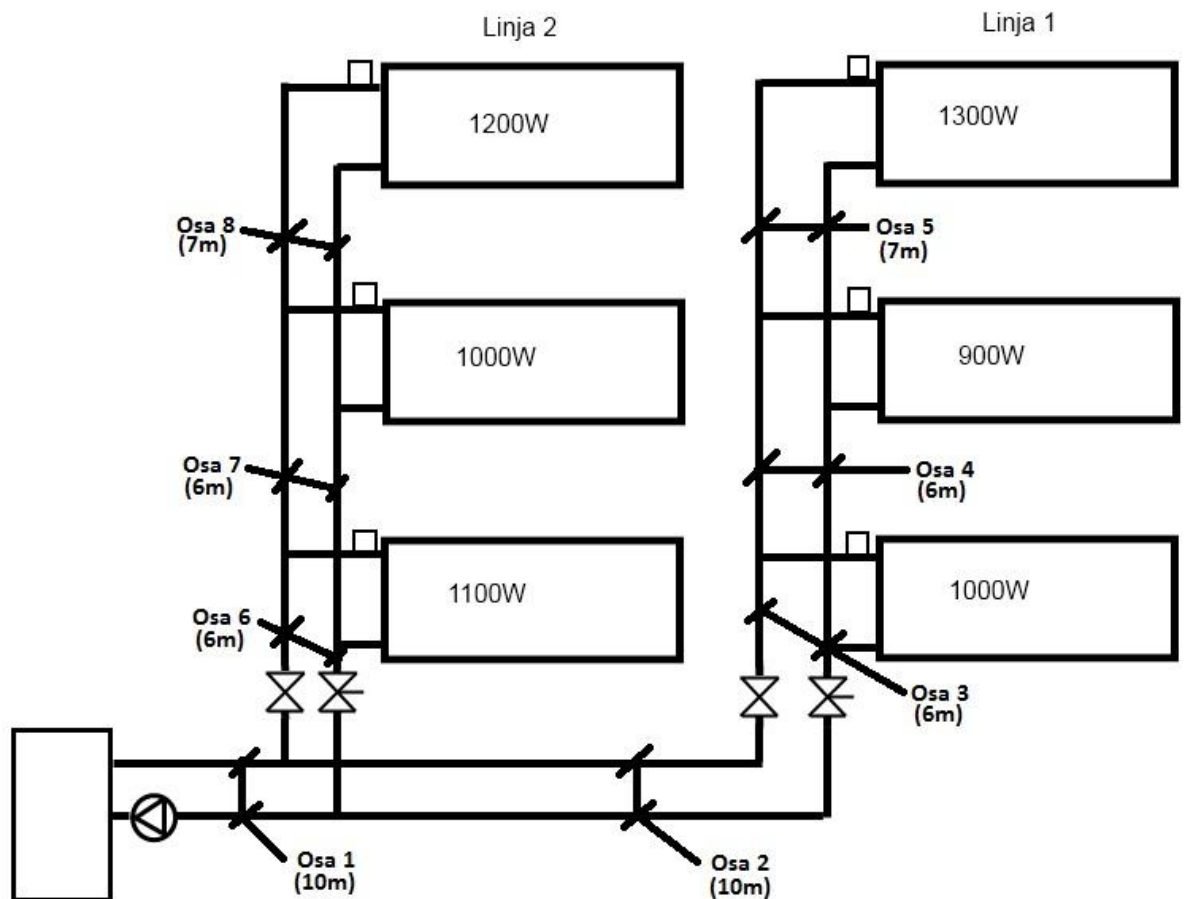 Linja 2
Linja 1
1200W
1300W
Osa 8
(7m)
Osa 5
(7m)
1000W
900W
Osa 7
(6m)
Osa 4
(6m)
1100W
1000W
Osa 6
(6m)
Osa 3
(6m)
Osa 1
(10m)
Osa 2
(10m)